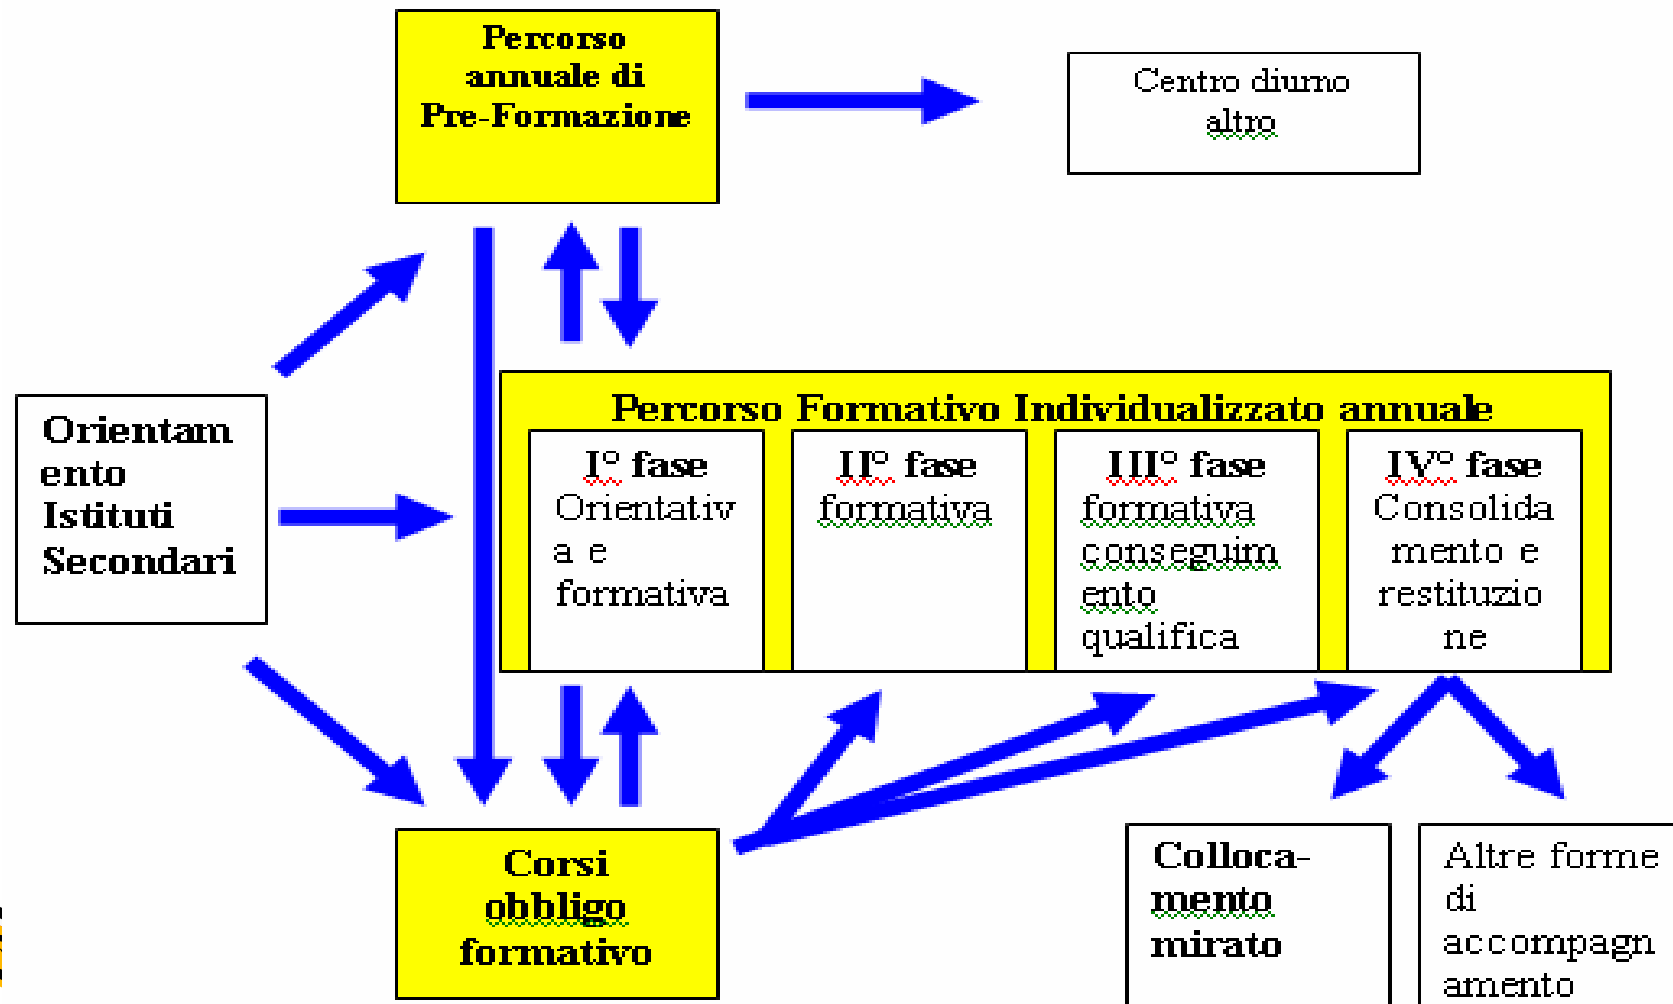 Percorso
annuale di
Pre-Formazione
Centro diurno
altro
Orientam
ento
Istituti
Secondari
Percorso Formativo Individualizzato annuale
I° fase
Orientativ
a e
formativa
II° fase
formativa
III° fase
formativa
conseguim
ento
qualifica
IV° fase
Consolida
mento e
restituzio
ne
Corsi
obbligo
formativo
Colloca-
mento
mirato
Altre forme
di
accompagn
amento